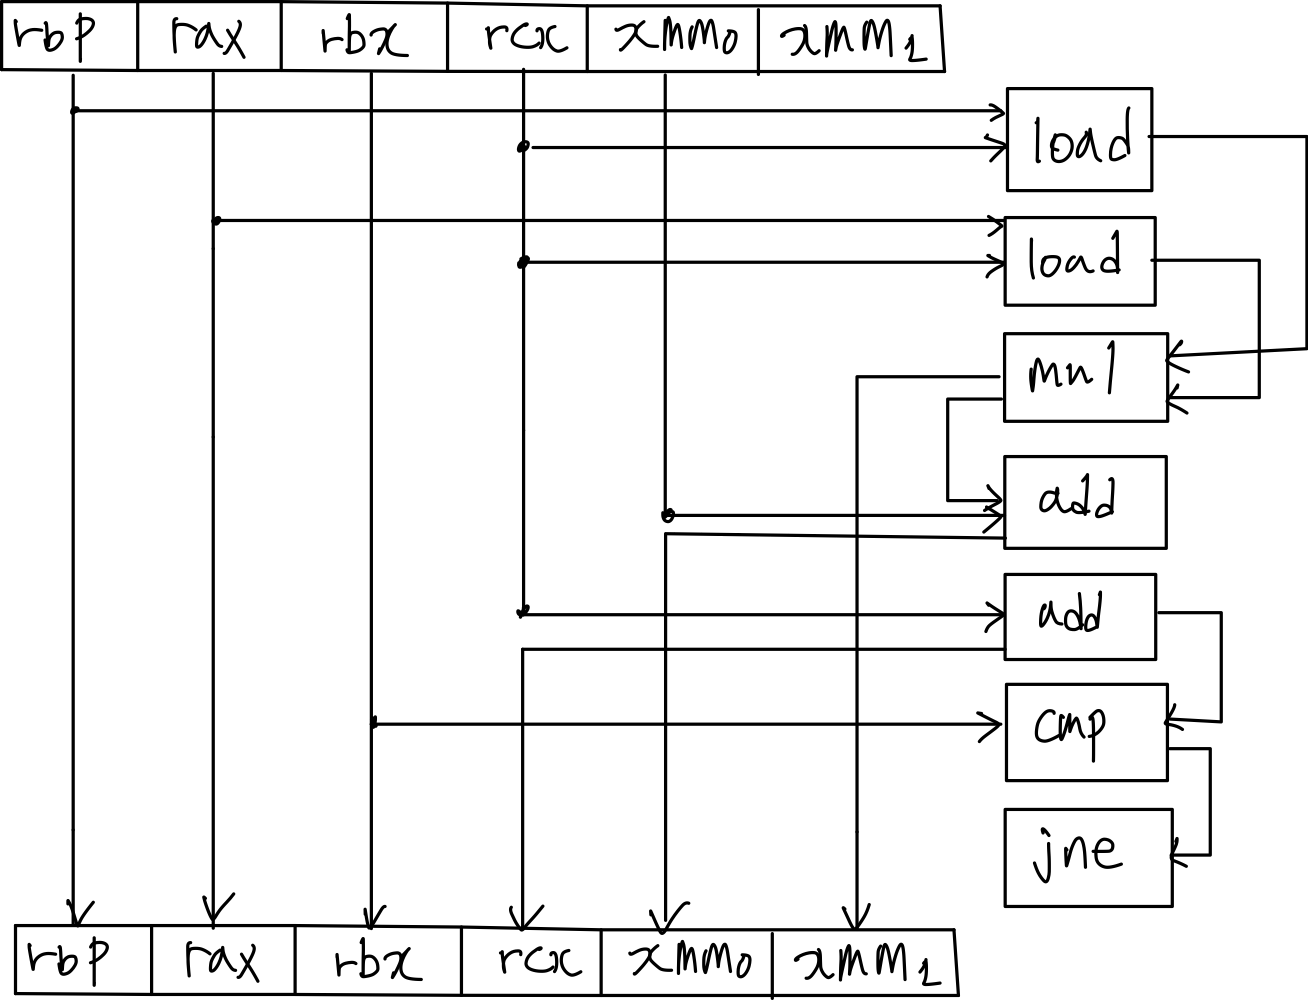 rbp rax rbx rcx xmm0 xmm1
load
load
mul
add
add
cmp
jne
rbp rax rbx rcx xmm0 xmm1